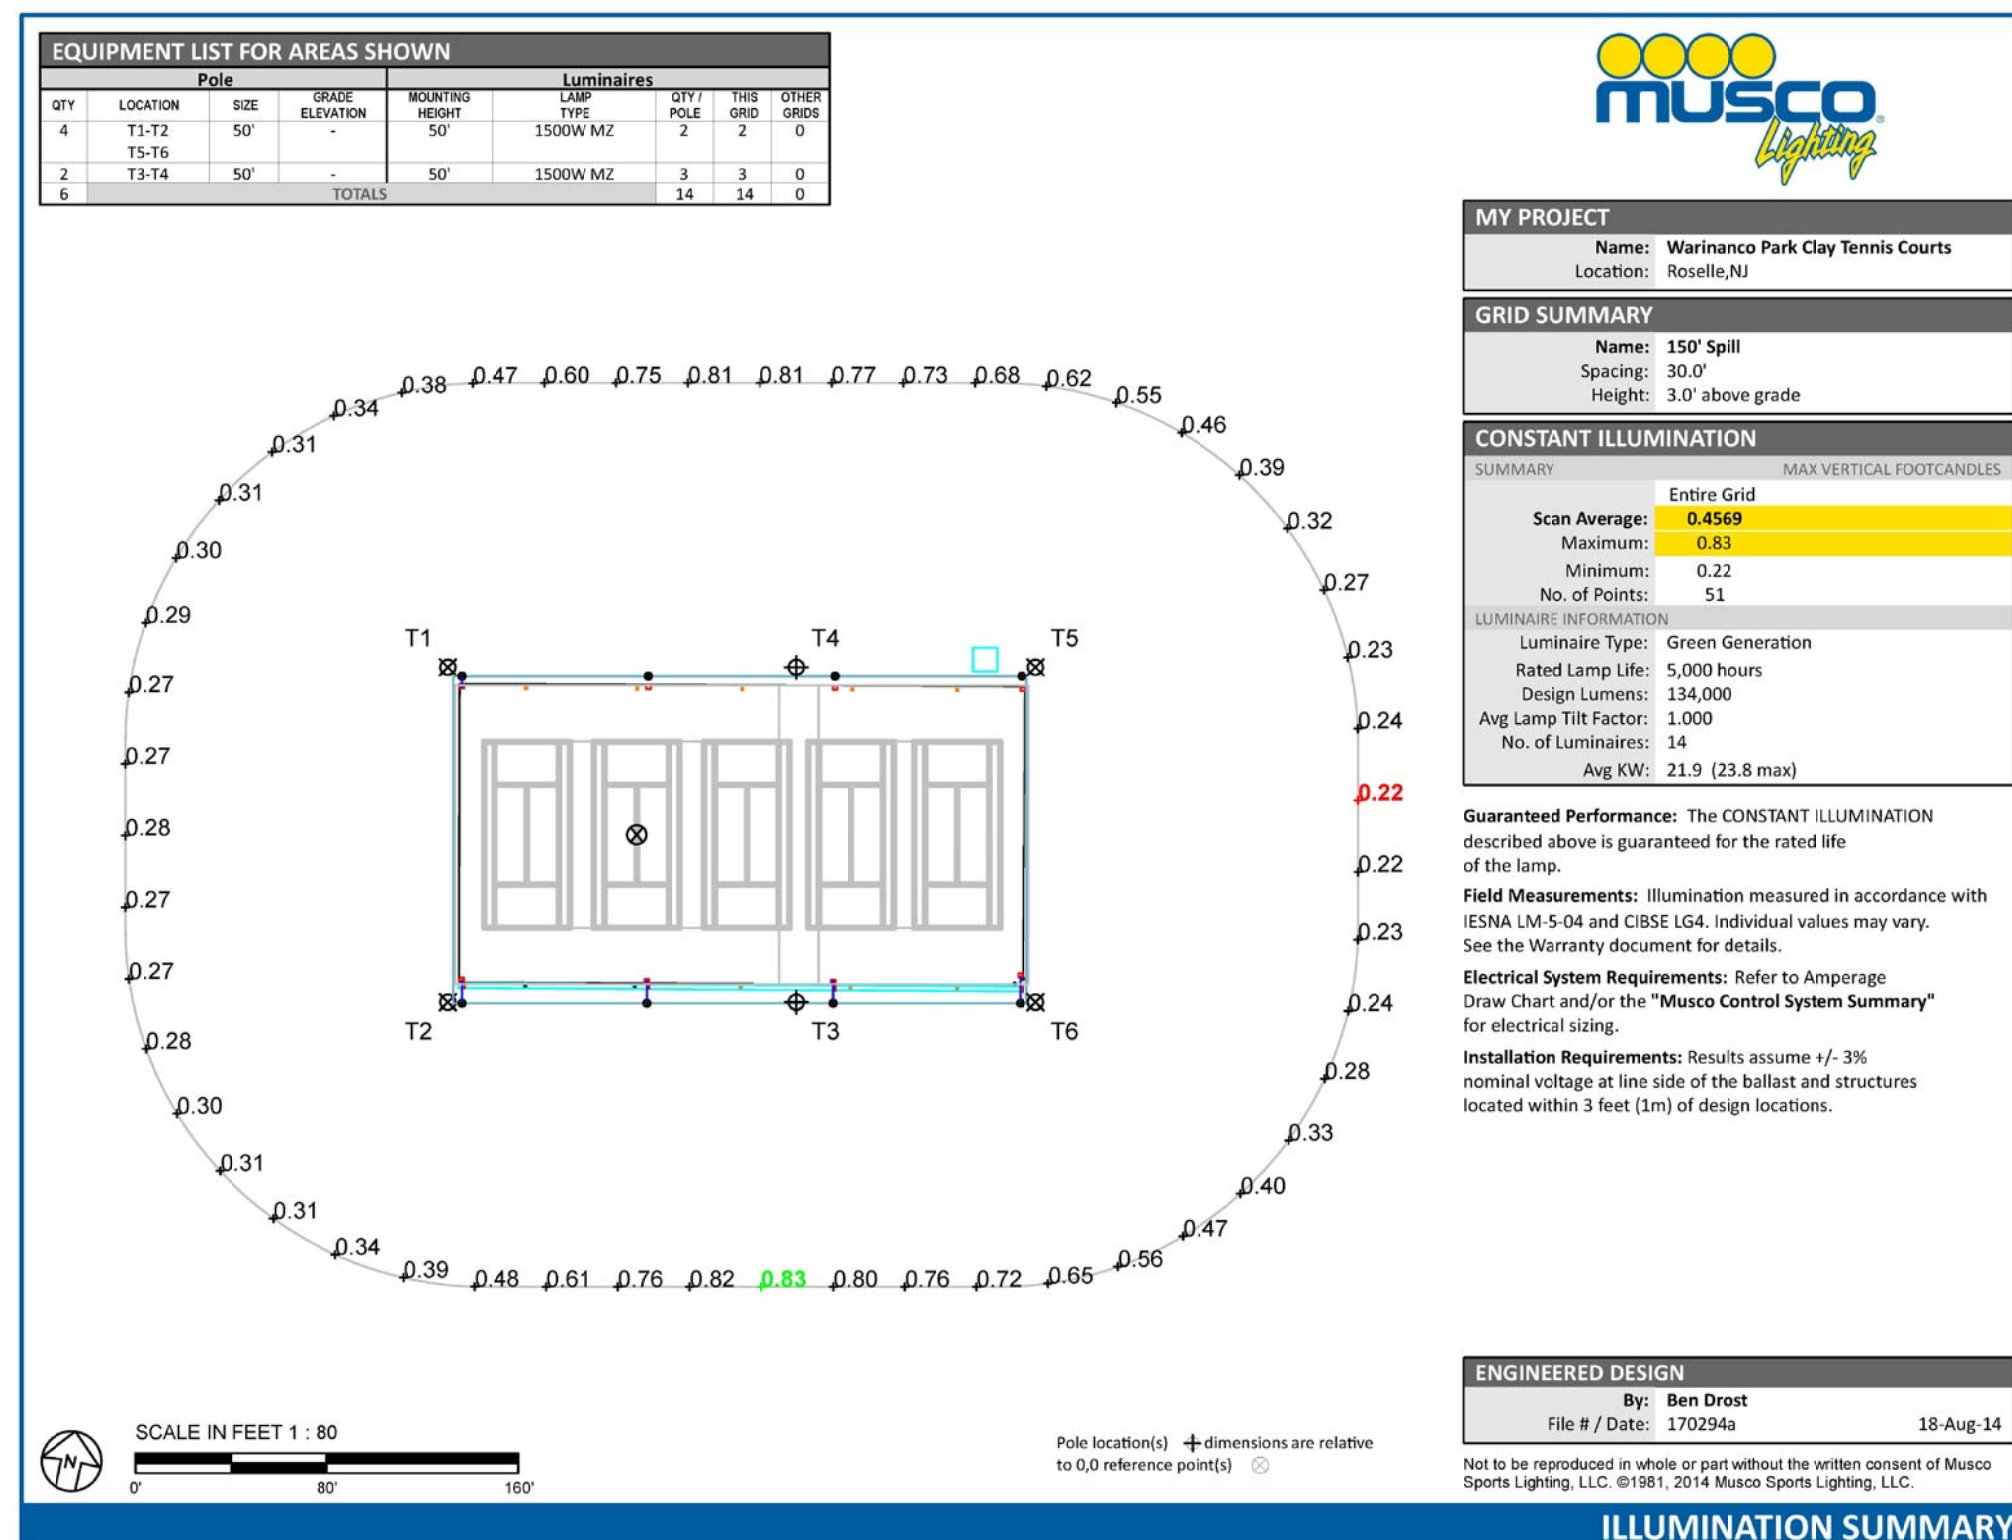 EQUIPMENT LIST FOR AREAS SHOWN
Pole Luminaires
QTY LOCATION SIZE GRADE ELEVATION MOUNTING HEIGHT LAMP TYPE QTY / POLE THIS GRID OTHER GRIDS
4 T1-T2 50' - 50' 1500W MZ 2 2 0
T5-T6
2 T3-T4 50' - 50' 1500W MZ 3 3 0
6 TOTALS 14 14 0
musco
Lighting
MY PROJECT
Name: Warinanco Park Clay Tennis Courts
Location: Roselle,NJ
GRID SUMMARY
Name: 150' Spill
Spacing: 30.0'
Height: 3.0' above grade
CONSTANT ILLUMINATION
SUMMARY MAX VERTICAL FOOTCANDLES
Entire Grid
Scan Average: 0.4569
Maximum: 0.83
Minimum: 0.22
No. of Points: 51
LUMINAIRE INFORMATION
Luminaire Type: Green Generation
Rated Lamp Life: 5,000 hours
Design Lumens: 134,000
Avg Lamp Tilt Factor: 1.000
No. of Luminaires: 14
Avg KW: 21.9 (23.8 max)
Guaranteed Performance: The CONSTANT ILLUMINATION
described above is guaranteed for the rated life
of the lamp.
Field Measurements: Illumination measured in accordance with
IESNA LM-5-04 and CIBSE LG4. Individual values may vary.
See the Warranty document for details.
Electrical System Requirements: Refer to Amperage
Draw Chart and/or the "Musco Control System Summary"
for electrical sizing.
Installation Requirements: Results assume +/- 3%
nominal voltage at line side of the ballast and structures
located within 3 feet (1m) of design locations.
0.38 0.47 0.60 0.75 0.81 0.81 0.77 0.73 0.68 0.62
0.34 0.55
0.31 0.46
0.31 0.39
0.30 0.32
0.29 0.27
T1 T4 T5
0.27 0.23
0.27 0.24
0.28 0.22
0.27 0.22
0.27 0.23
T2 T3 T6
0.28 0.24
0.30 0.28
0.31 0.33
0.31 0.40
0.34 0.47
0.39 0.48 0.61 0.76 0.82 0.83 0.80 0.76 0.72 0.65 0.56
N
SCALE IN FEET 1 : 80
0' 80' 160'
Pole location(s) dimensions are relative
to 0,0 reference point(s)
ENGINEERED DESIGN
By: Ben Drost
File # / Date: 170294a 18-Aug-14
Not to be reproduced in whole or part without the written consent of Musco
Sports Lighting, LLC. ©1981, 2014 Musco Sports Lighting, LLC.
ILLUMINATION SUMMARY